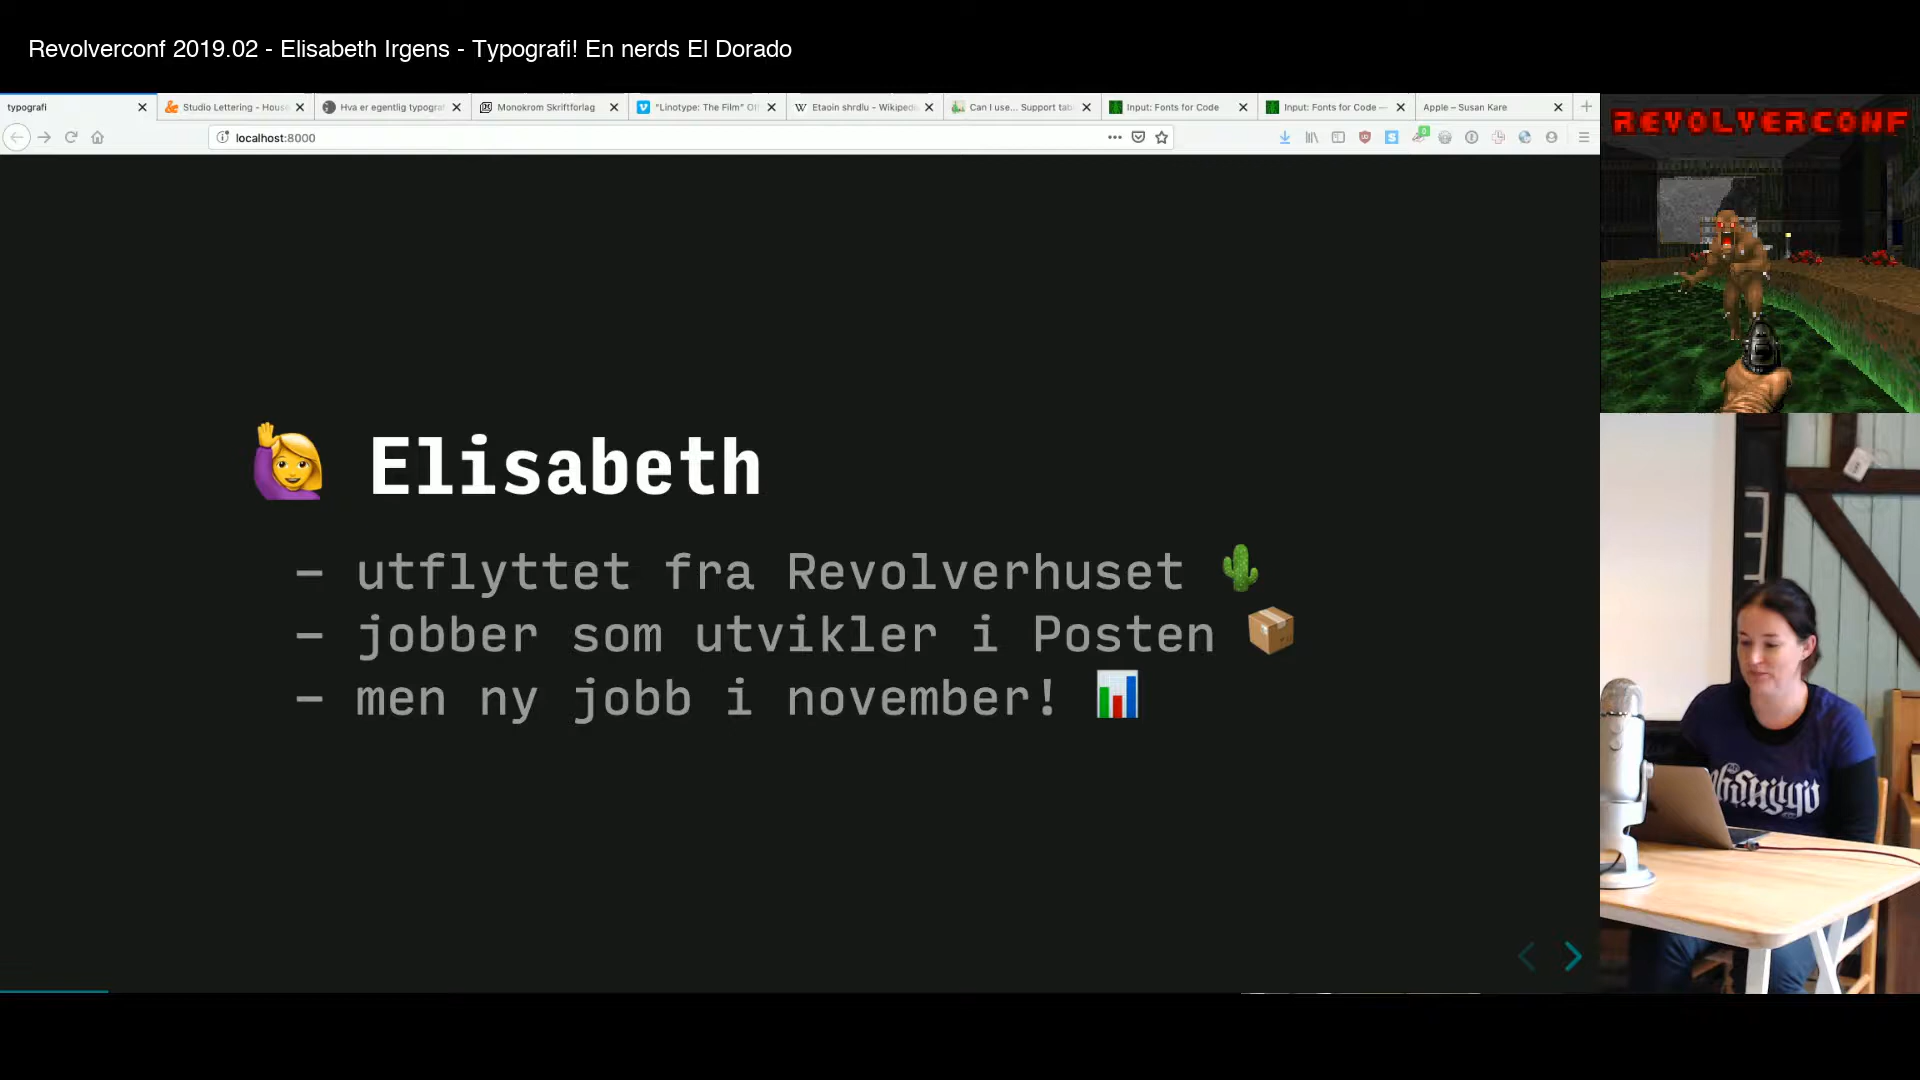 Revolverconf 2019.02 - Elisabeth Irgens - Typografi! En nerds El Dorado
typografi
Studio Lettering - House
Hva er egentlig typograf
Monokrom Skriftforlag
"Linotype: The Film" Of
Etaoin shrdlu - Wikiped
Can I use... Support tab
Input: Fonts for Code
Input: Fonts for Code —
Apple – Susan Kare
localhost:8000
REVOLVERCONF
Elisabeth
– utflyttet fra Revolverhuset
– jobber som utvikler i Posten
– men ny jobb i november!